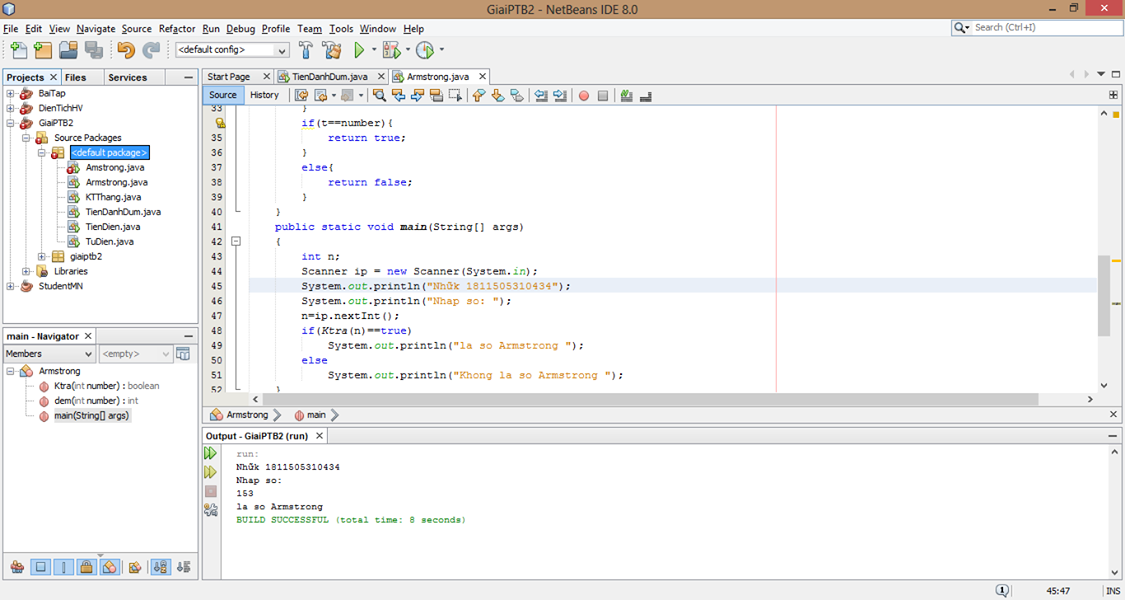 GiaiPTB2 - NetBeans IDE 8.0
File Edit View Navigate Source Refactor Run Debug Profile Team Tools Window Help
Search (Ctrl+I)
<default config>
Projects Files Services
BaiTap
DienTichHV
GiaiPTB2
Source Packages
<default package>
Amstrong.java
Armstrong.java
KTThang.java
TienDanhDum.java
TienDien.java
TuDien.java
giaiptb2
Libraries
StudentMN
main - Navigator
Members <empty>
Armstrong
Ktra(int number) : boolean
dem(int number) : int
main(String[] args)
Start Page TienDanhDum.java Armstrong.java
Source History
33 }
if(t==number){
35 return true;
36 }
37 else{
38 return false;
39 }
40 }
41 public static void main(String[] args)
42 {
43 int n;
44 Scanner ip = new Scanner(System.in);
45 System.out.println("Nhữk 1811505310434");
46 System.out.println("Nhap so: ");
47 n=ip.nextInt();
48 if(Ktra(n)==true)
49 System.out.println("la so Armstrong ");
50 else
51 System.out.println("Khong la so Armstrong ");
52 }
Armstrong main
Output - GiaiPTB2 (run)
run:
Nhữk 1811505310434
Nhap so:
153
la so Armstrong
BUILD SUCCESSFUL (total time: 8 seconds)
1 45:47 INS